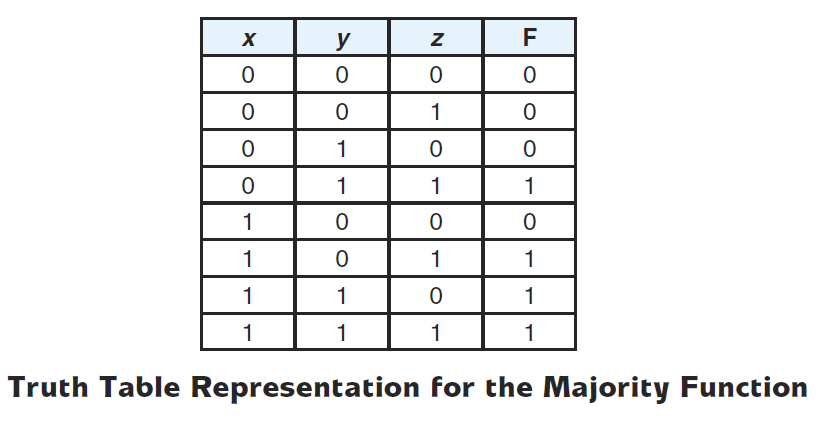 x y z F
0 0 0 0
0 0 1 0
0 1 0 0
0 1 1 1
1 0 0 0
1 0 1 1
1 1 0 1
1 1 1 1
Truth Table Representation for the Majority Function